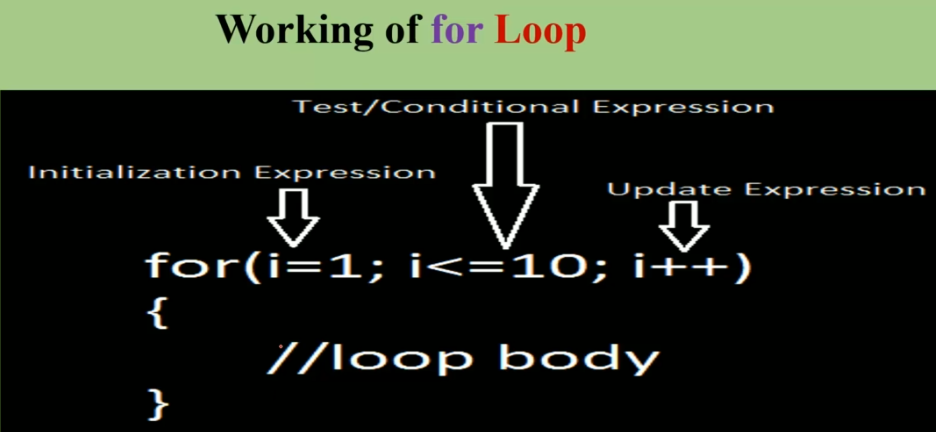 Working of for Loop
Test/Conditional Expression
Initialization Expression
Update Expression
for(i=1; i<=10; i++)
{
//loop body
}